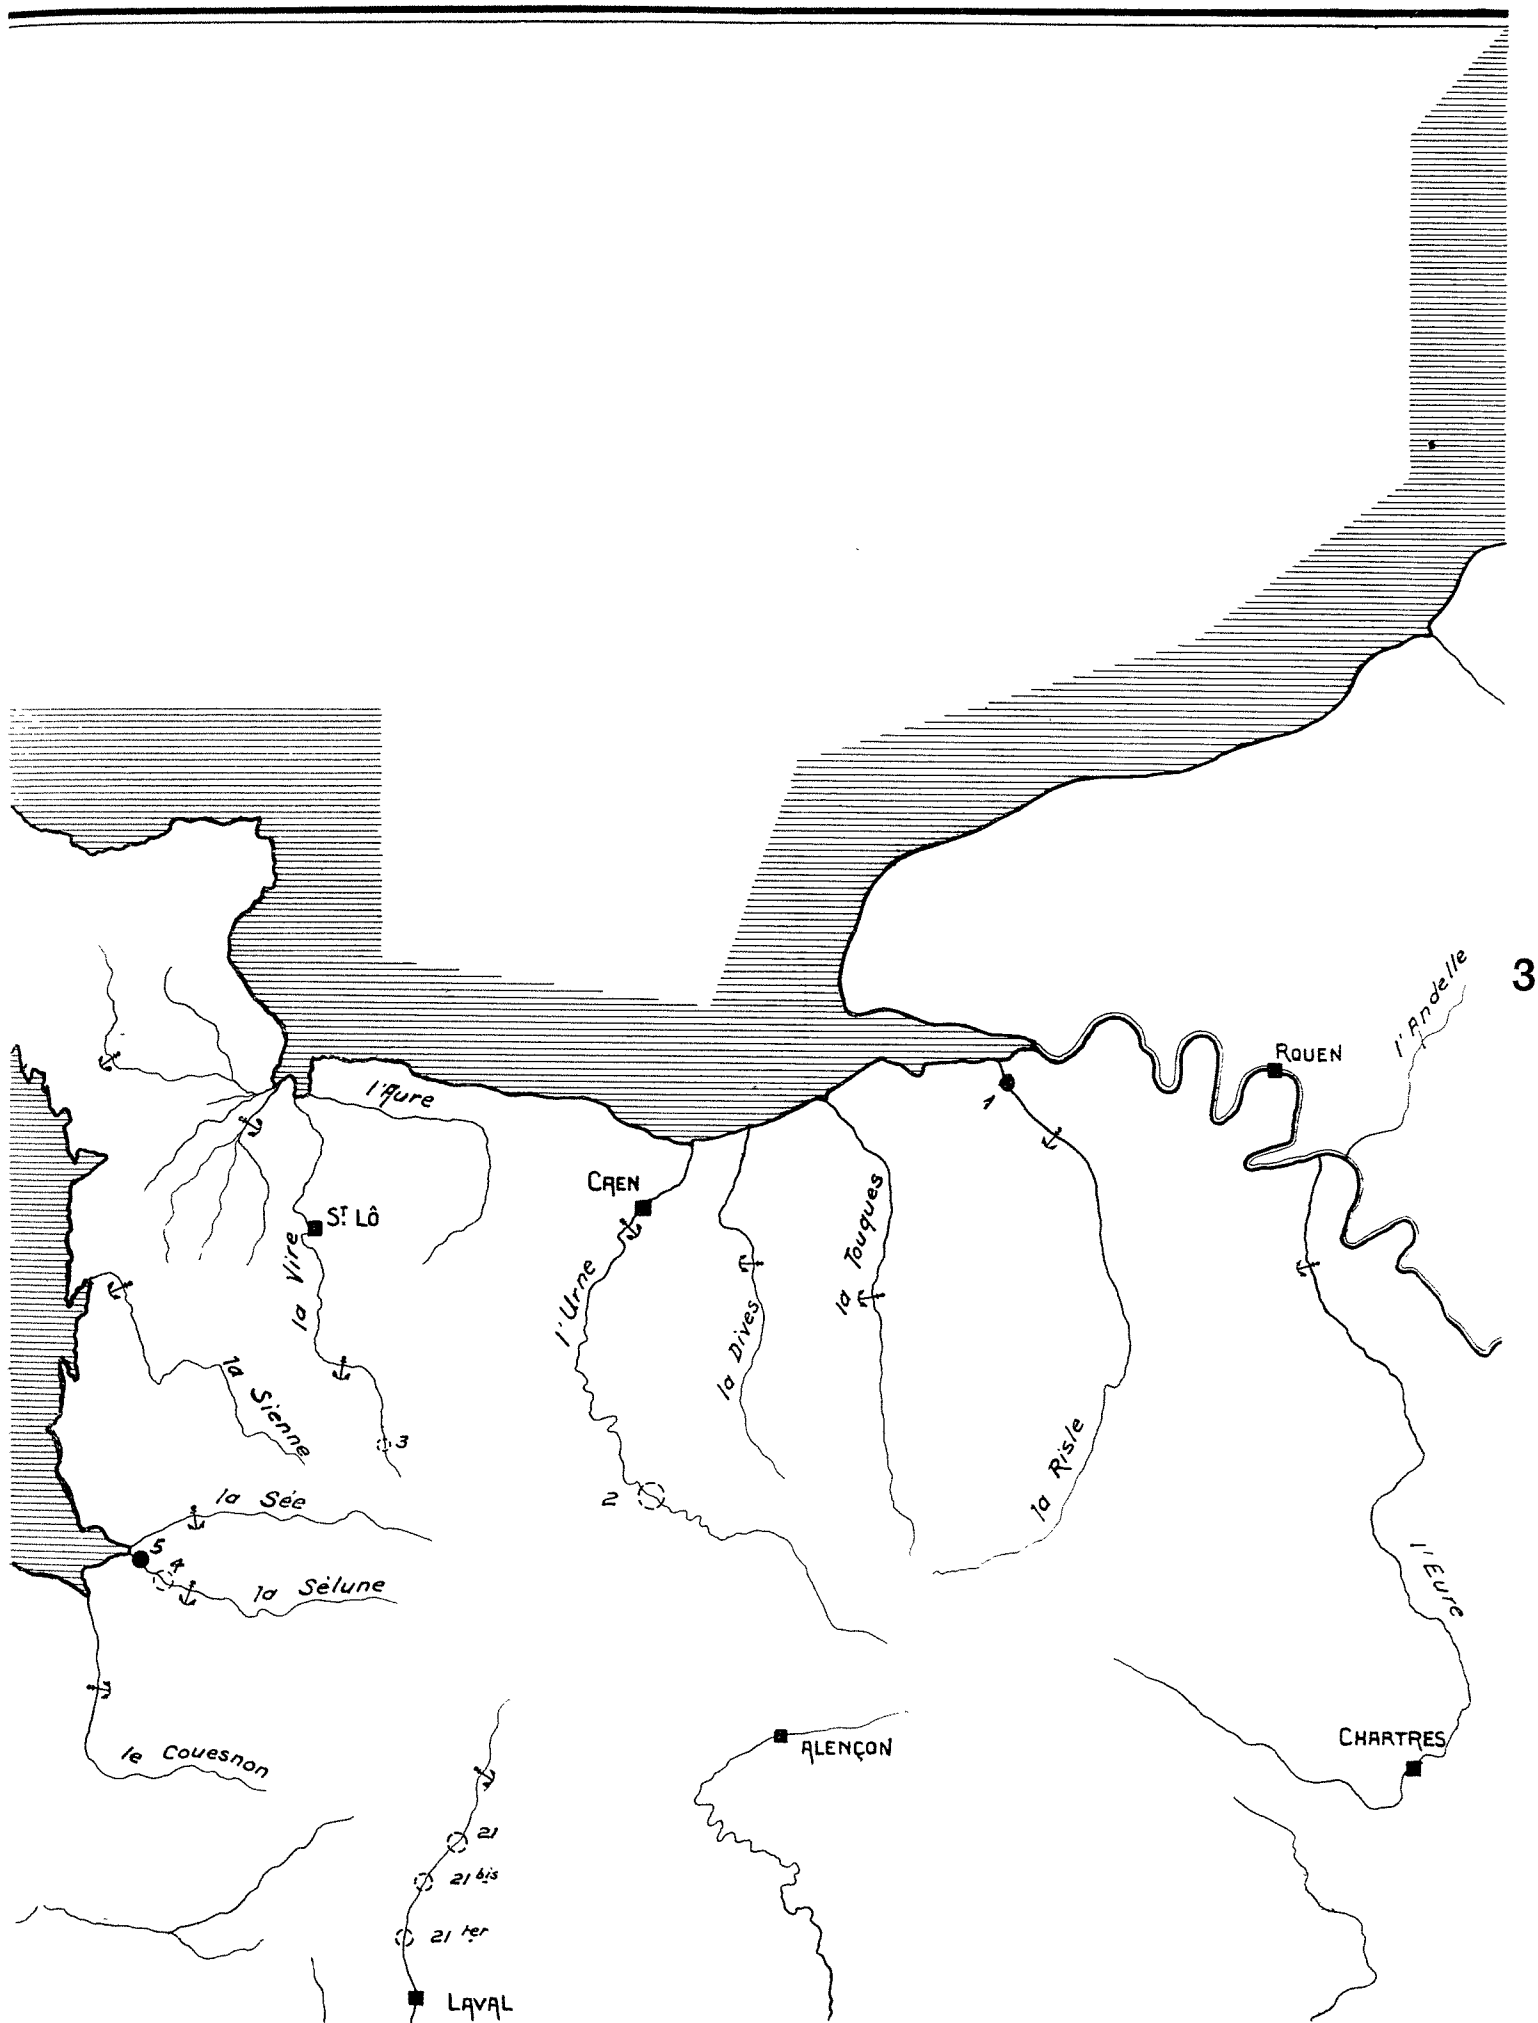 l'Andelle
3
ROUEN
l'Aure
1
CAEN
ST LÔ
la Vire
l'Urne
la Dives
la Touques
la Sienne
3
la Risle
2
la Sée
5
4
la Sélune
l'Eure
le Couesnon
ALENÇON
CHARTRES
21
21 bis
21 ter
LAVAL